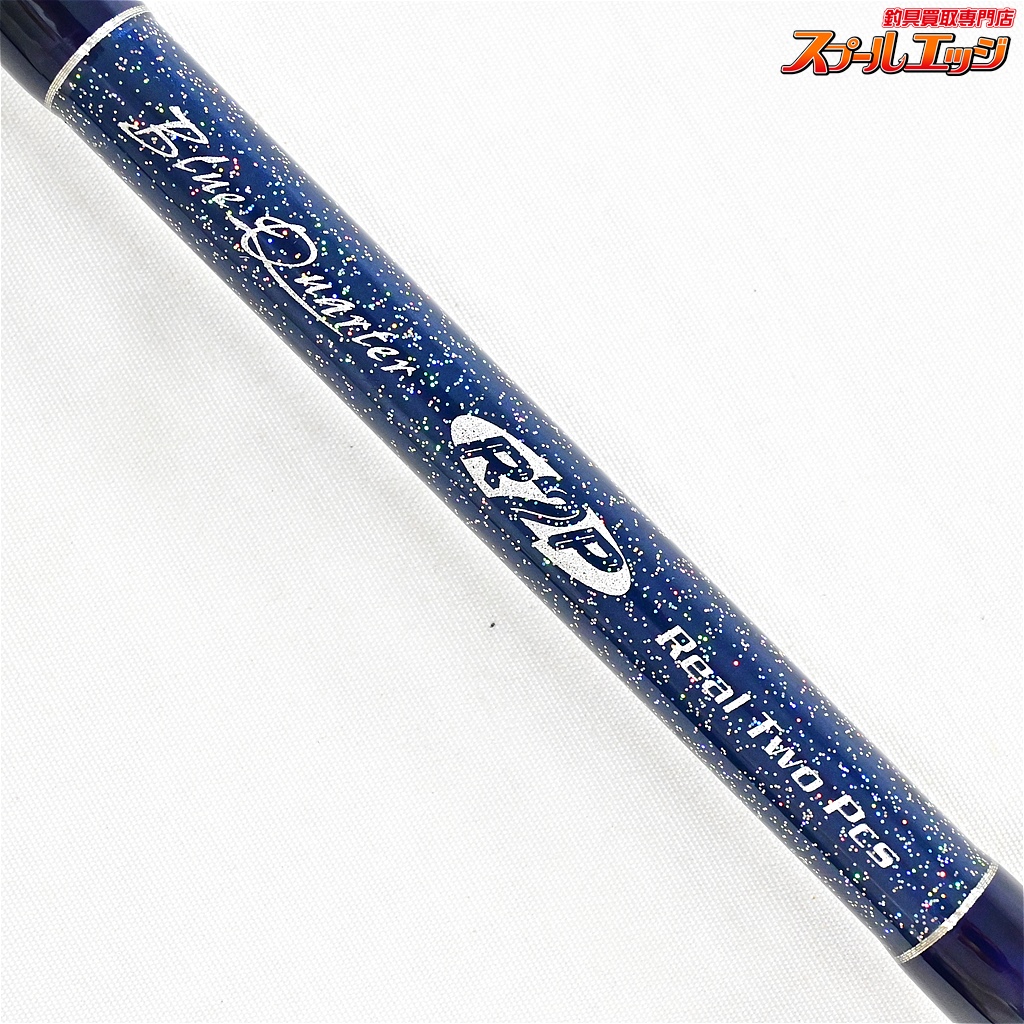 釣具買取専門店
スプールエッジ
Blue Quarter
R2P
Real Two Pcs